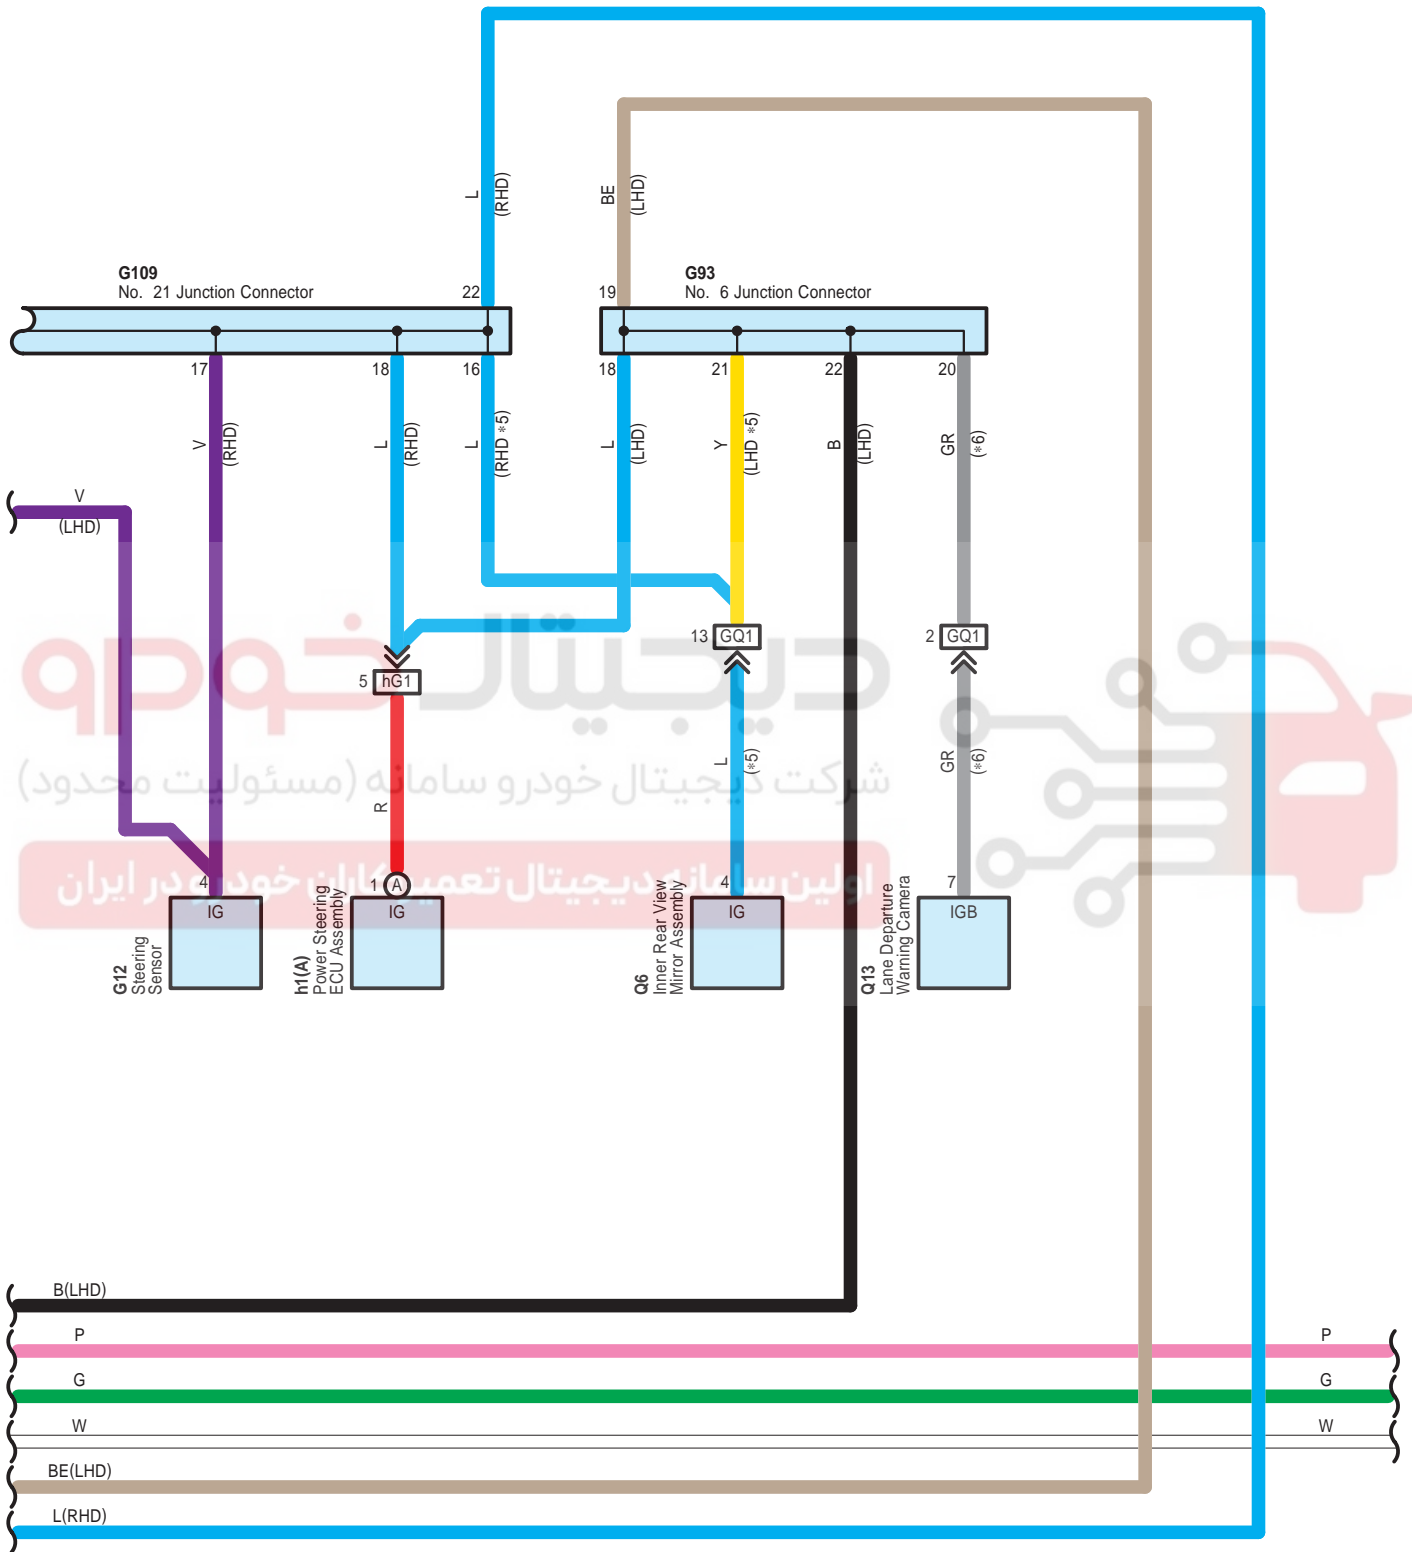 L
(RHD)
BE
(LHD)
G109
No. 21 Junction Connector
22
19
G93
No. 6 Junction Connector
17
18
16
18
21
22
20
V
(RHD)
L
(RHD)
L
(RHD *5)
L
(LHD)
Y
(LHD *5)
B
(LHD)
GR
(*6)
V
(LHD)
13 GQ1
2 GQ1
5 hG1
دیجیتال خودرو
شرکت دیجیتال خودرو سامانه (مسئولیت محدود)
R
L
(*5)
GR
(*6)
اولین سامانه دیجیتال تعمیرکاران خودرو در ایران
4
1 A
4
7
IG
IG
IG
IGB
G12
Steering
Sensor
h1(A)
Power Steering
ECU Assembly
Q6
Inner Rear View
Mirror Assembly
Q13
Lane Departure
Warning Camera
B(LHD)
P
P
G
G
W
W
BE(LHD)
L(RHD)